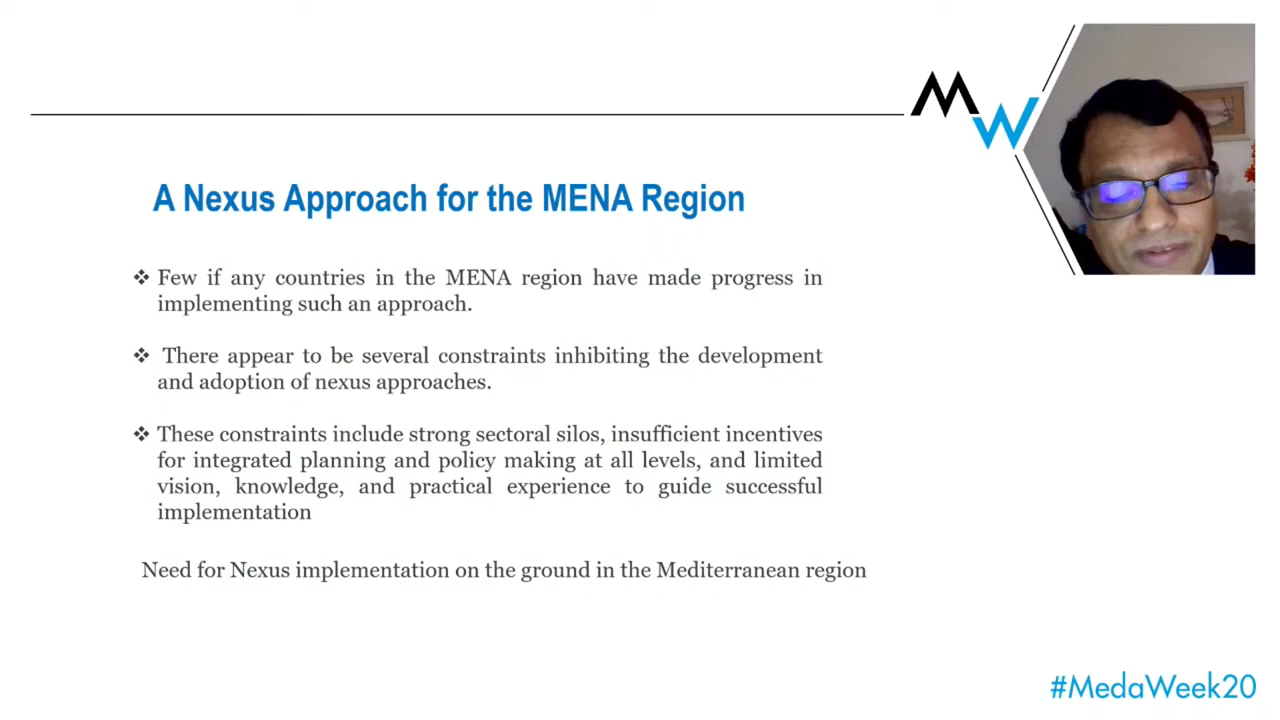 MW
A Nexus Approach for the MENA Region
❖ Few if any countries in the MENA region have made progress in
implementing such an approach.
❖ There appear to be several constraints inhibiting the development
and adoption of nexus approaches.
❖ These constraints include strong sectoral silos, insufficient incentives
for integrated planning and policy making at all levels, and limited
vision, knowledge, and practical experience to guide successful
implementation
Need for Nexus implementation on the ground in the Mediterranean region
#MedaWeek20